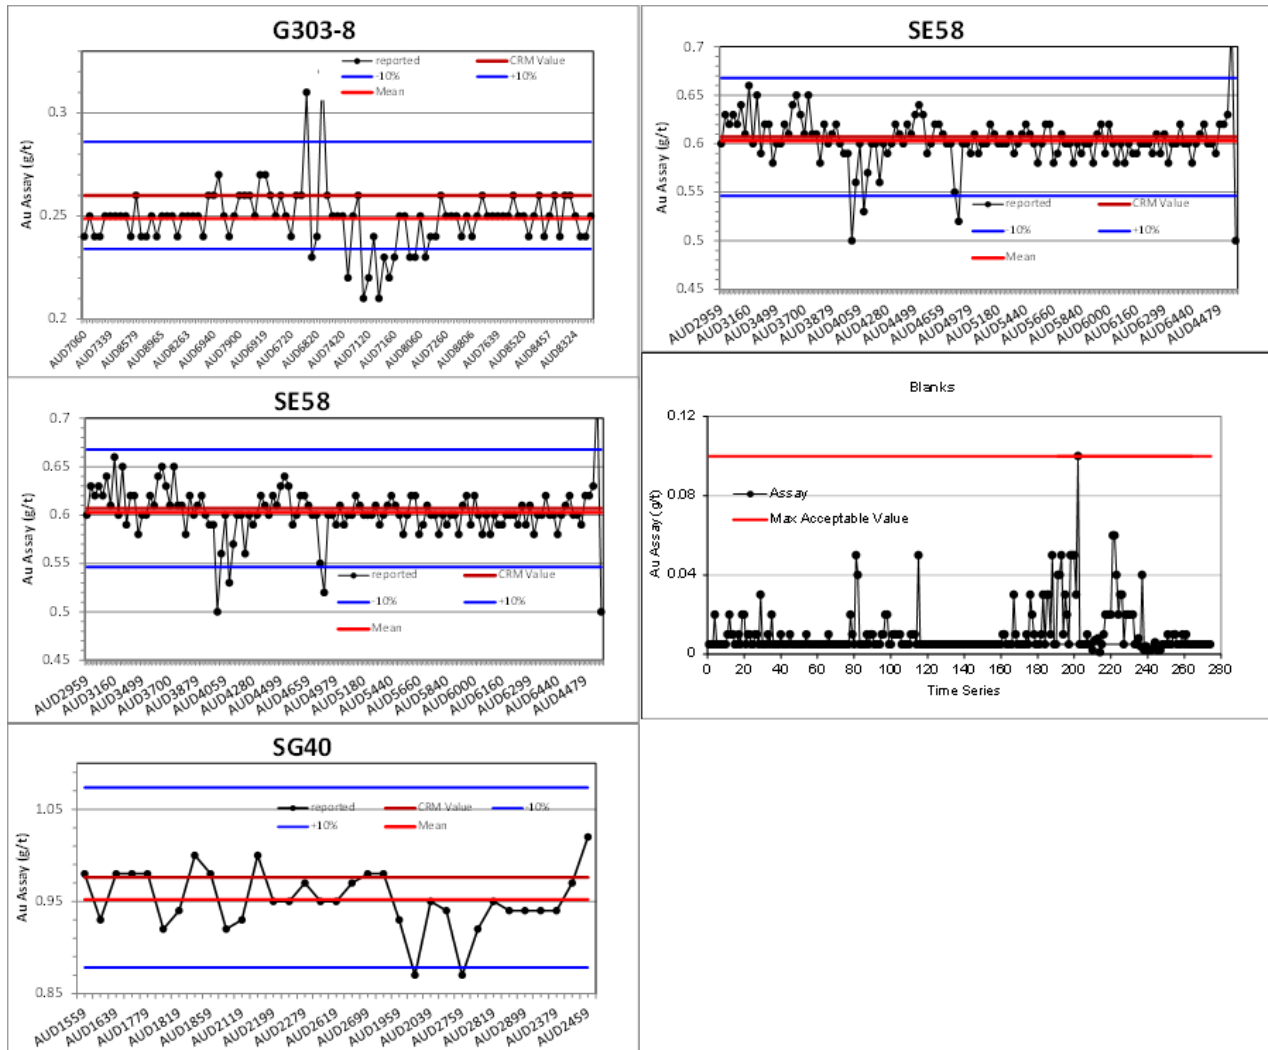 G303-8
reported
CRM Value
-10%
+10%
Mean
Au Assay (g/t)
0.3
0.25
0.2
AUD7060
AUD7339
AUD8579
AUD8965
AUD8263
AUD6940
AUD7900
AUD6919
AUD6720
AUD6820
AUD7420
AUD7120
AUD7160
AUD8060
AUD7260
AUD8806
AUD7639
AUD8520
AUD8457
AUD8324
SE58
0.7
0.65
0.6
0.55
0.5
0.45
Au Assay (g/t)
reported
CRM Value
-10%
+10%
Mean
AUD2959
AUD3160
AUD3499
AUD3700
AUD3879
AUD4059
AUD4280
AUD4499
AUD4659
AUD4979
AUD5180
AUD5440
AUD5660
AUD5840
AUD6000
AUD6160
AUD6299
AUD6440
AUD4479
SE58
0.7
0.65
0.6
0.55
0.5
0.45
Au Assay (g/t)
reported
CRM Value
-10%
+10%
Mean
AUD2959
AUD3160
AUD3499
AUD3700
AUD3879
AUD4059
AUD4280
AUD4499
AUD4659
AUD4979
AUD5180
AUD5440
AUD5660
AUD5840
AUD6000
AUD6160
AUD6299
AUD6440
AUD4479
Blanks
0.12
0.08
0.04
0
Au Assay (g/t)
Assay
Max Acceptable Value
0 20 40 60 80 100 120 140 160 180 200 220 240 260 280
Time Series
SG40
reported
CRM Value
-10%
+10%
Mean
Au Assay (g/t)
1.05
0.95
0.85
AUD1559
AUD1639
AUD1779
AUD1819
AUD1859
AUD2119
AUD2199
AUD2279
AUD2619
AUD2699
AUD1959
AUD2039
AUD2759
AUD2819
AUD2899
AUD2379
AUD2459